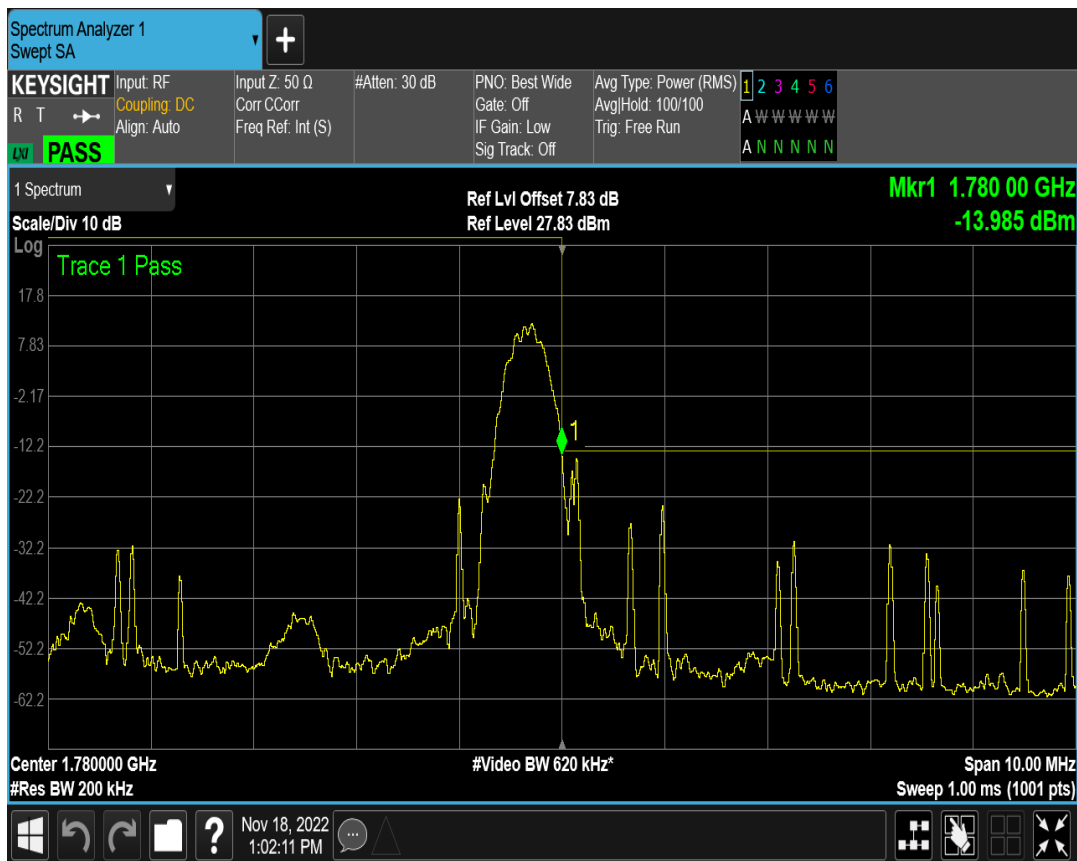 Spectrum Analyzer 1
Swept SA
+
KEYSIGHT
R T
LXI PASS
Input: RF
Coupling: DC
Align: Auto
Input Z: 50 Ω
Corr CCorr
Freq Ref: Int (S)
#Atten: 30 dB
PNO: Best Wide
Gate: Off
IF Gain: Low
Sig Track: Off
Avg Type: Power (RMS)
Avg|Hold: 100/100
Trig: Free Run
1 2 3 4 5 6
A W W W W W
A N N N N N
1 Spectrum
Scale/Div 10 dB
Ref Lvl Offset 7.83 dB
Ref Level 27.83 dBm
Mkr1 1.780 00 GHz
-13.985 dBm
Log
Trace 1 Pass
17.8
7.83
-2.17
-12.2
1
-22.2
-32.2
-42.2
-52.2
-62.2
Center 1.780000 GHz
#Res BW 200 kHz
#Video BW 620 kHz*
Span 10.00 MHz
Sweep 1.00 ms (1001 pts)
?
Nov 18, 2022
1:02:11 PM